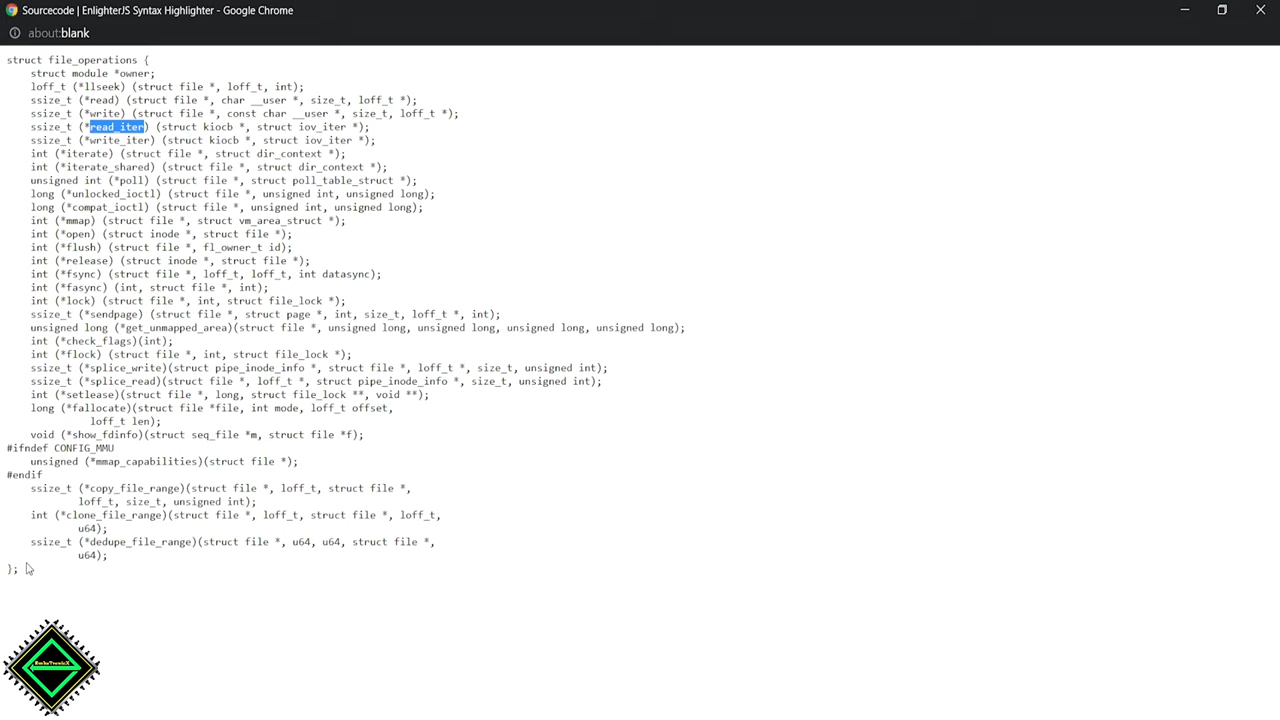 Sourcecode | EnlighterJS Syntax Highlighter - Google Chrome
about:blank
struct file_operations {
struct module *owner;
loff_t (*llseek) (struct file *, loff_t, int);
ssize_t (*read) (struct file *, char __user *, size_t, loff_t *);
ssize_t (*write) (struct file *, const char __user *, size_t, loff_t *);
ssize_t (*read_iter) (struct kiocb *, struct iov_iter *);
ssize_t (*write_iter) (struct kiocb *, struct iov_iter *);
int (*iterate) (struct file *, struct dir_context *);
int (*iterate_shared) (struct file *, struct dir_context *);
unsigned int (*poll) (struct file *, struct poll_table_struct *);
long (*unlocked_ioctl) (struct file *, unsigned int, unsigned long);
long (*compat_ioctl) (struct file *, unsigned int, unsigned long);
int (*mmap) (struct file *, struct vm_area_struct *);
int (*open) (struct inode *, struct file *);
int (*flush) (struct file *, fl_owner_t id);
int (*release) (struct inode *, struct file *);
int (*fsync) (struct file *, loff_t, loff_t, int datasync);
int (*fasync) (int, struct file *, int);
int (*lock) (struct file *, int, struct file_lock *);
ssize_t (*sendpage) (struct file *, struct page *, int, size_t, loff_t *, int);
unsigned long (*get_unmapped_area)(struct file *, unsigned long, unsigned long, unsigned long, unsigned long);
int (*check_flags)(int);
int (*flock) (struct file *, int, struct file_lock *);
ssize_t (*splice_write)(struct pipe_inode_info *, struct file *, loff_t *, size_t, unsigned int);
ssize_t (*splice_read)(struct file *, loff_t *, struct pipe_inode_info *, size_t, unsigned int);
int (*setlease)(struct file *, long, struct file_lock **, void **);
long (*fallocate)(struct file *file, int mode, loff_t offset,
loff_t len);
void (*show_fdinfo)(struct seq_file *m, struct file *f);
#ifndef CONFIG_MMU
unsigned (*mmap_capabilities)(struct file *);
#endif
ssize_t (*copy_file_range)(struct file *, loff_t, struct file *,
loff_t, size_t, unsigned int);
int (*clone_file_range)(struct file *, loff_t, struct file *, loff_t,
u64);
ssize_t (*dedupe_file_range)(struct file *, u64, u64, struct file *,
u64);
};
EmbeTronicX